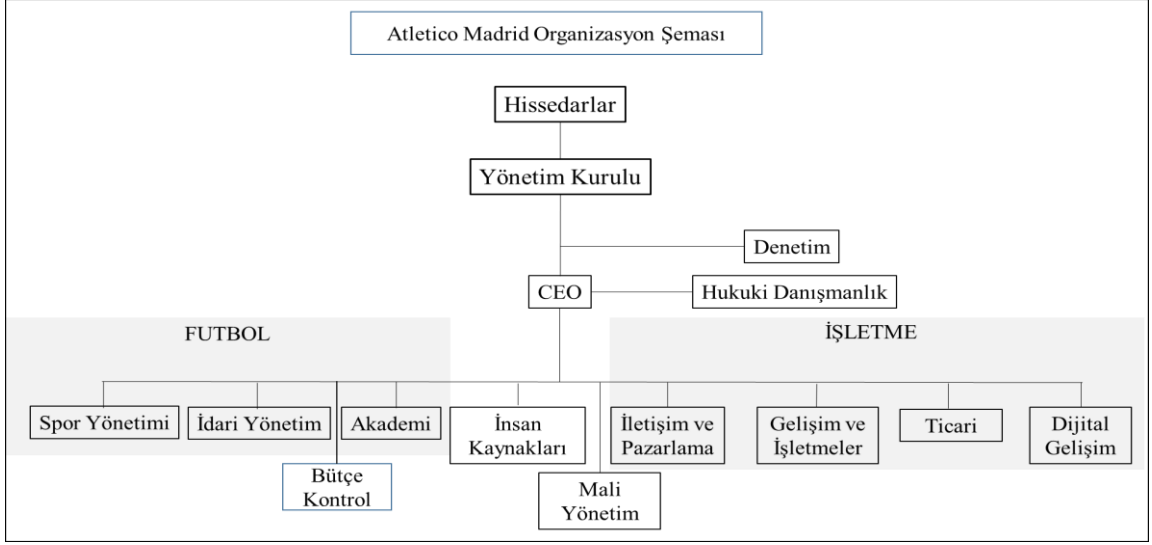 Atletico Madrid Organizasyon Şeması
Hissedarlar
Yönetim Kurulu
Denetim
CEO
Hukuki Danışmanlık
FUTBOL
İŞLETME
Spor Yönetimi
İdari Yönetim
Akademi
İnsan
Kaynakları
İletişim ve
Pazarlama
Gelişim ve
İşletmeler
Ticari
Dijital
Gelişim
Bütçe
Kontrol
Mali
Yönetim